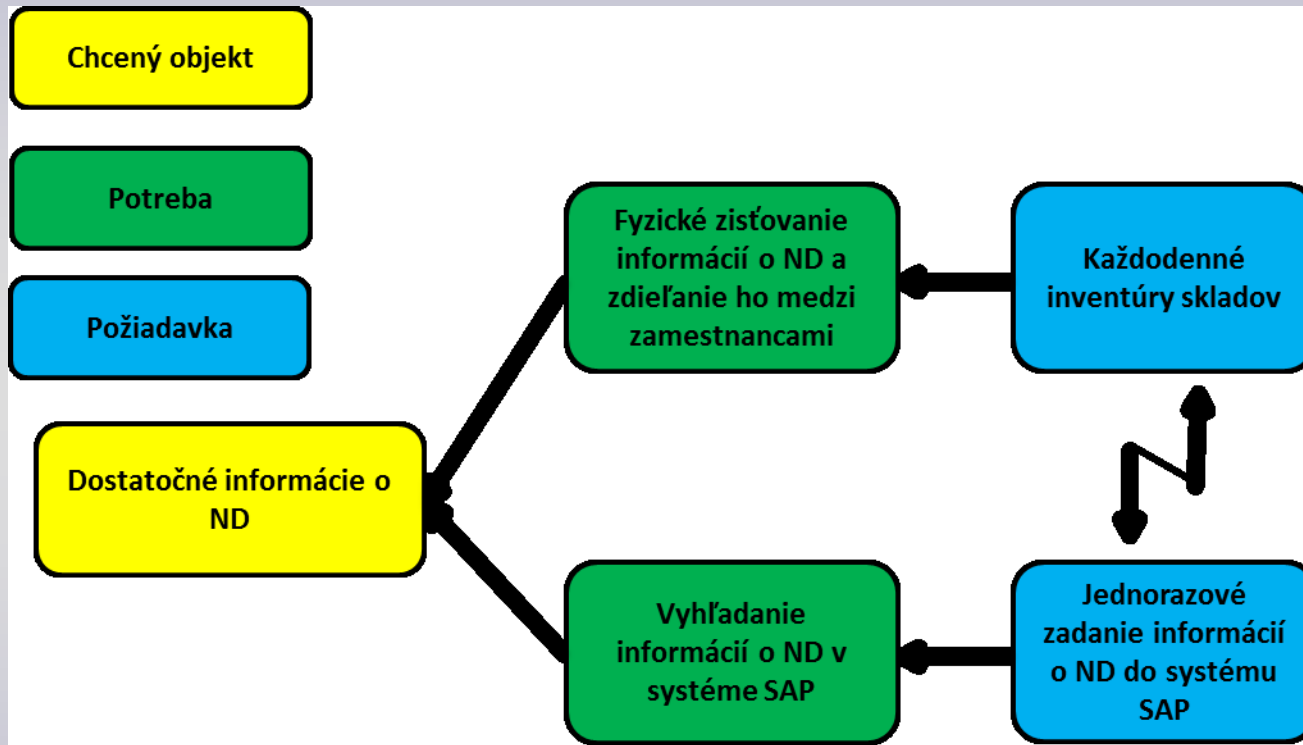 Chcený objekt
Potreba
Požiadavka
Dostatočné informácie o
ND
Fyzické zisťovanie
informácií o ND a
zdieľanie ho medzi
zamestnancami
Každodenné
inventúry skladov
Vyhľadanie
informácií o ND v
systéme SAP
Jednorazové
zadanie informácií
o ND do systému
SAP